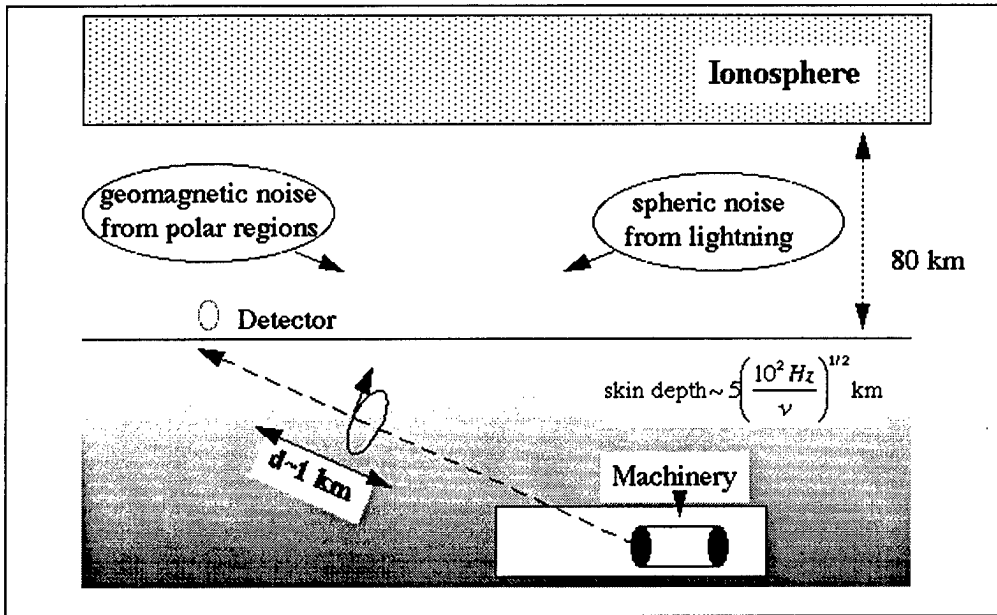 Ionosphere
geomagnetic noise
from polar regions
spheric noise
from lightning
80 km
Detector
skin depth~ 5(10² Hz / ν)^1/2 km
d~1 km
Machinery